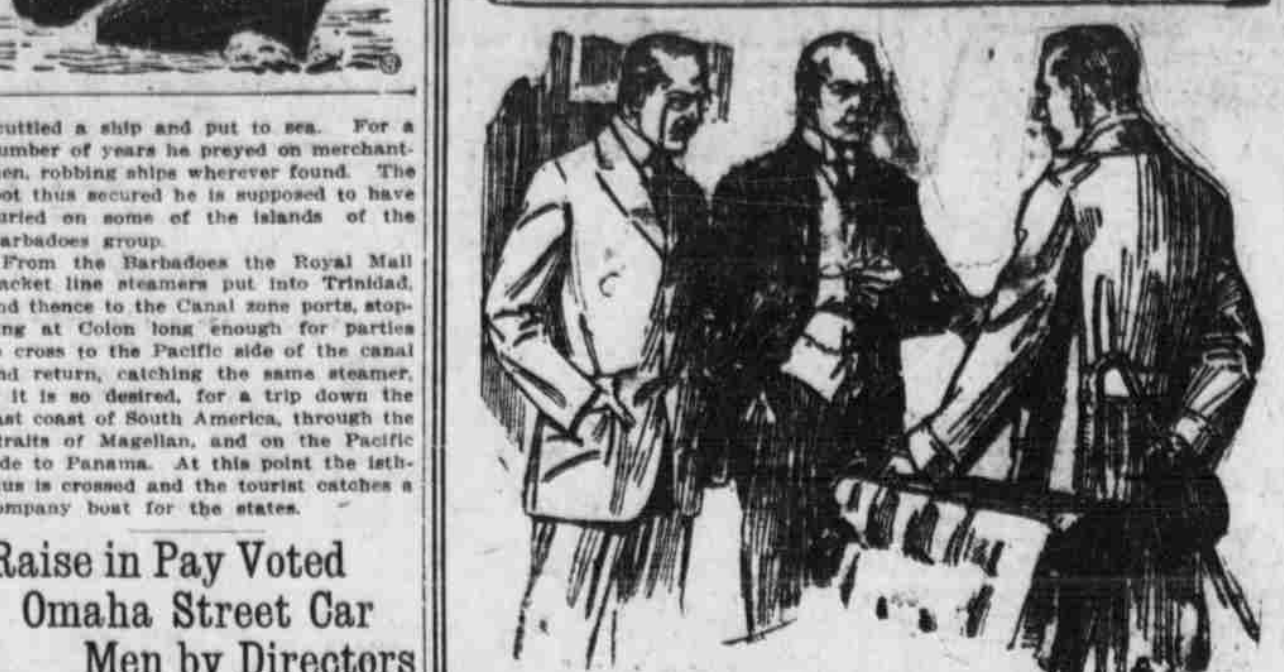 cuttled a ship and put to sea. For a
umber of years he preyed on merchant-
en, robbing ships wherever found. The
oot thus secured he is supposed to have
uried on some of the islands of the
arbadoes group.
From the Barbadoes the Royal Mail
acket line steamers put into Trinidad,
nd thence to the Canal zone ports, stop-
ing at Colon long enough for parties
o cross to the Pacific side of the canal
nd return, catching the same steamer,
it is so desired, for a trip down the
ast coast of South America, through the
traits of Magellan, and on the Pacific
ide to Panama. At this point the isth-
us is crossed and the tourist catches a
ompany boat for the states.
Raise in Pay Voted
Omaha Street Car
Men by Directors